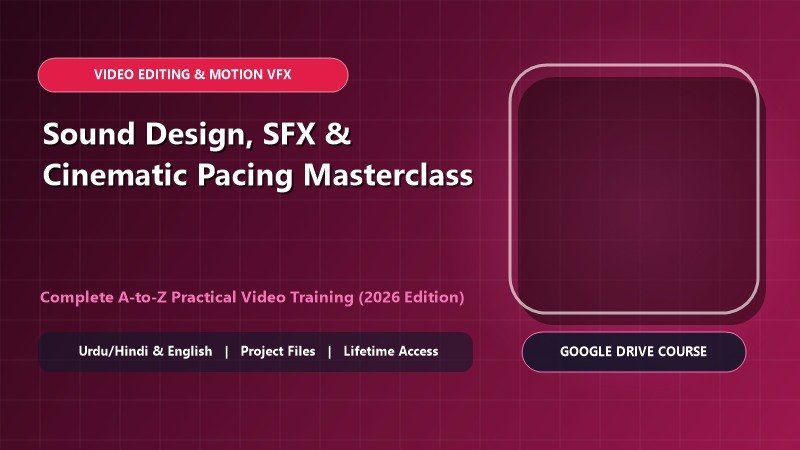 VIDEO EDITING & MOTION VFX
Sound Design, SFX &
Cinematic Pacing Masterclass
Complete A-to-Z Practical Video Training (2026 Edition)
Urdu/Hindi & English | Project Files | Lifetime Access
GOOGLE DRIVE COURSE